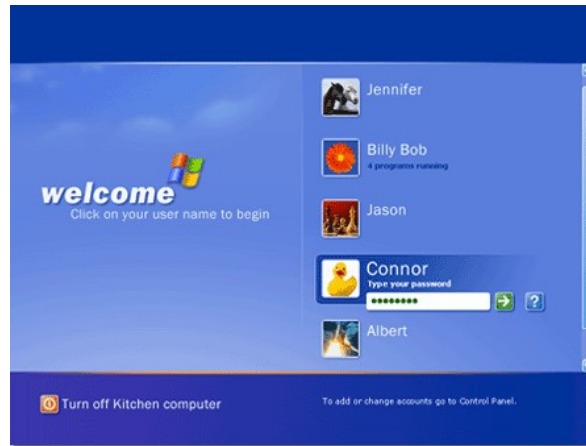 welcome
Click on your user name to begin
Jennifer
Billy Bob
4 programs running
Jason
Connor
Type your password
Albert
Turn off Kitchen computer
To add or change accounts go to Control Panel.